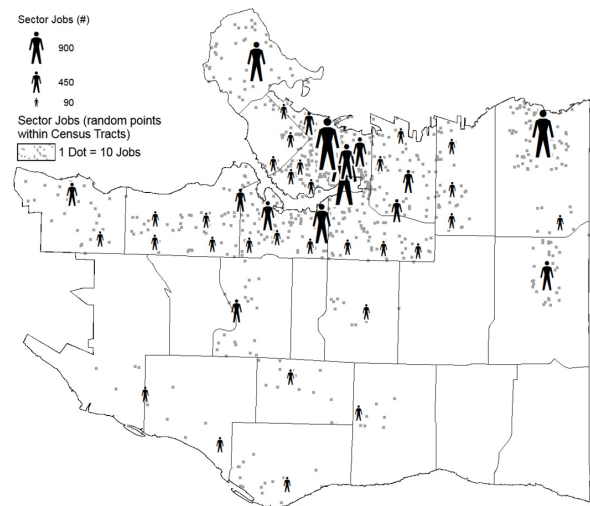 Sector Jobs (#)
900
450
90
Sector Jobs (random points
within Census Tracts)
1 Dot = 10 Jobs